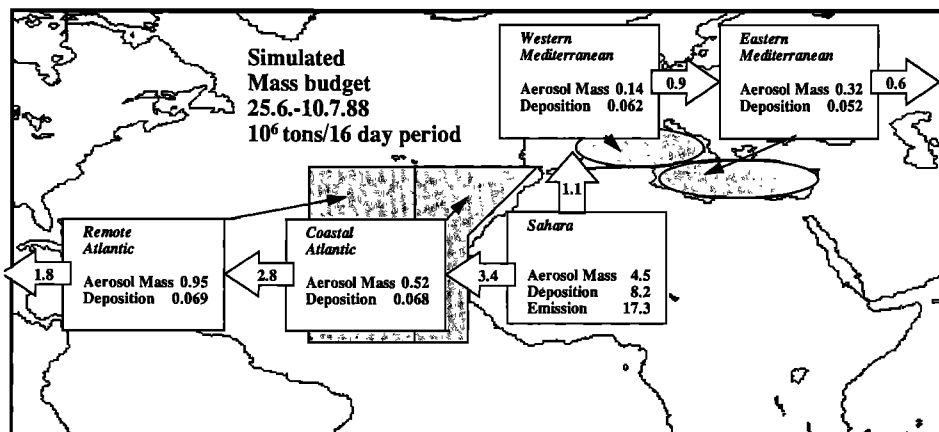 Simulated
Mass budget
25.6.-10.7.88
10⁶ tons/16 day period
Western
Mediterranean
Aerosol Mass 0.14
Deposition 0.062
0.9
Eastern
Mediterranean
Aerosol Mass 0.32
Deposition 0.052
0.6
1.1
Remote
Atlantic
Aerosol Mass 0.95
Deposition 0.069
1.8
2.8
Coastal
Atlantic
Aerosol Mass 0.52
Deposition 0.068
3.4
Sahara
Aerosol Mass 4.5
Deposition 8.2
Emission 17.3